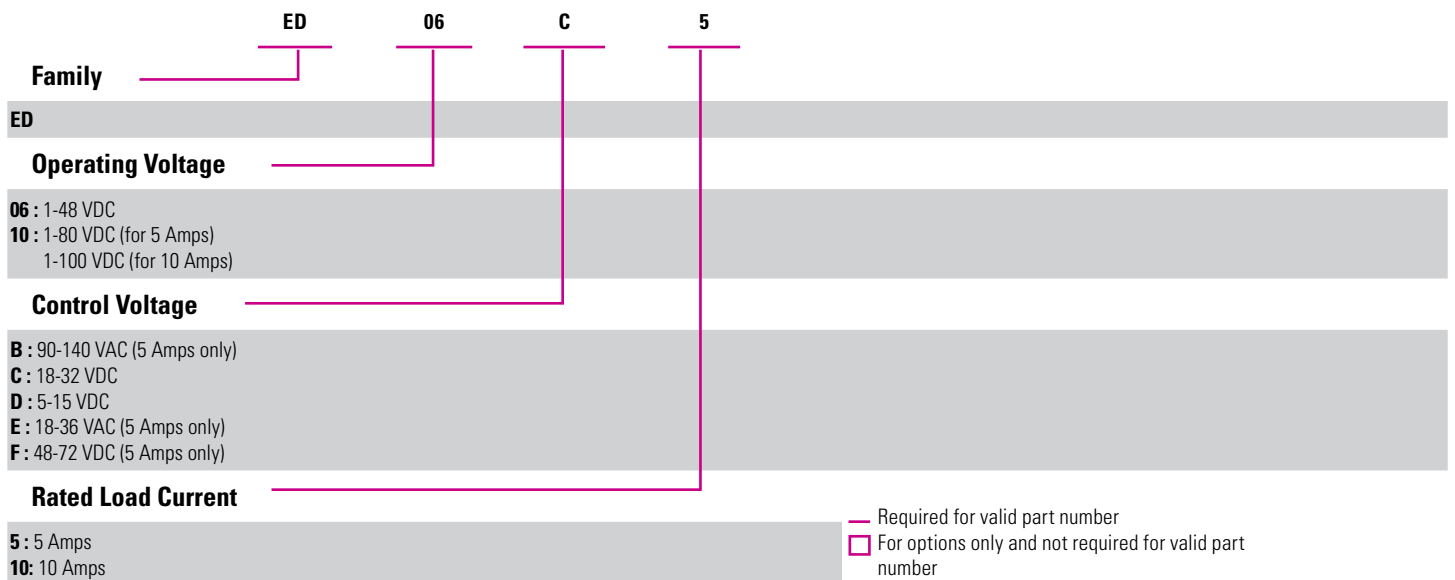 ED 06 C 5
Family
ED
Operating Voltage
06 : 1-48 VDC
10 : 1-80 VDC (for 5 Amps)
1-100 VDC (for 10 Amps)
Control Voltage
B : 90-140 VAC (5 Amps only)
C : 18-32 VDC
D : 5-15 VDC
E : 18-36 VAC (5 Amps only)
F : 48-72 VDC (5 Amps only)
Rated Load Current
5 : 5 Amps
10: 10 Amps
Required for valid part number
For options only and not required for valid part
number